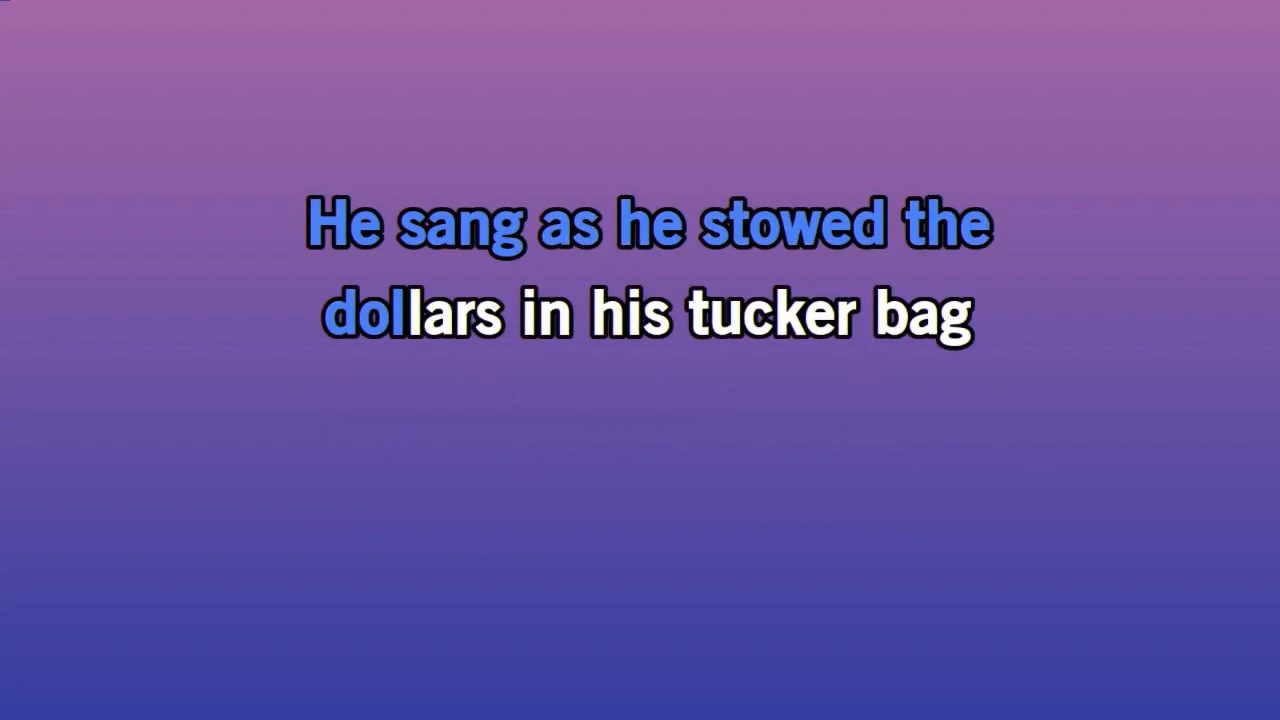 He sang as he stowed the
dollars in his tucker bag